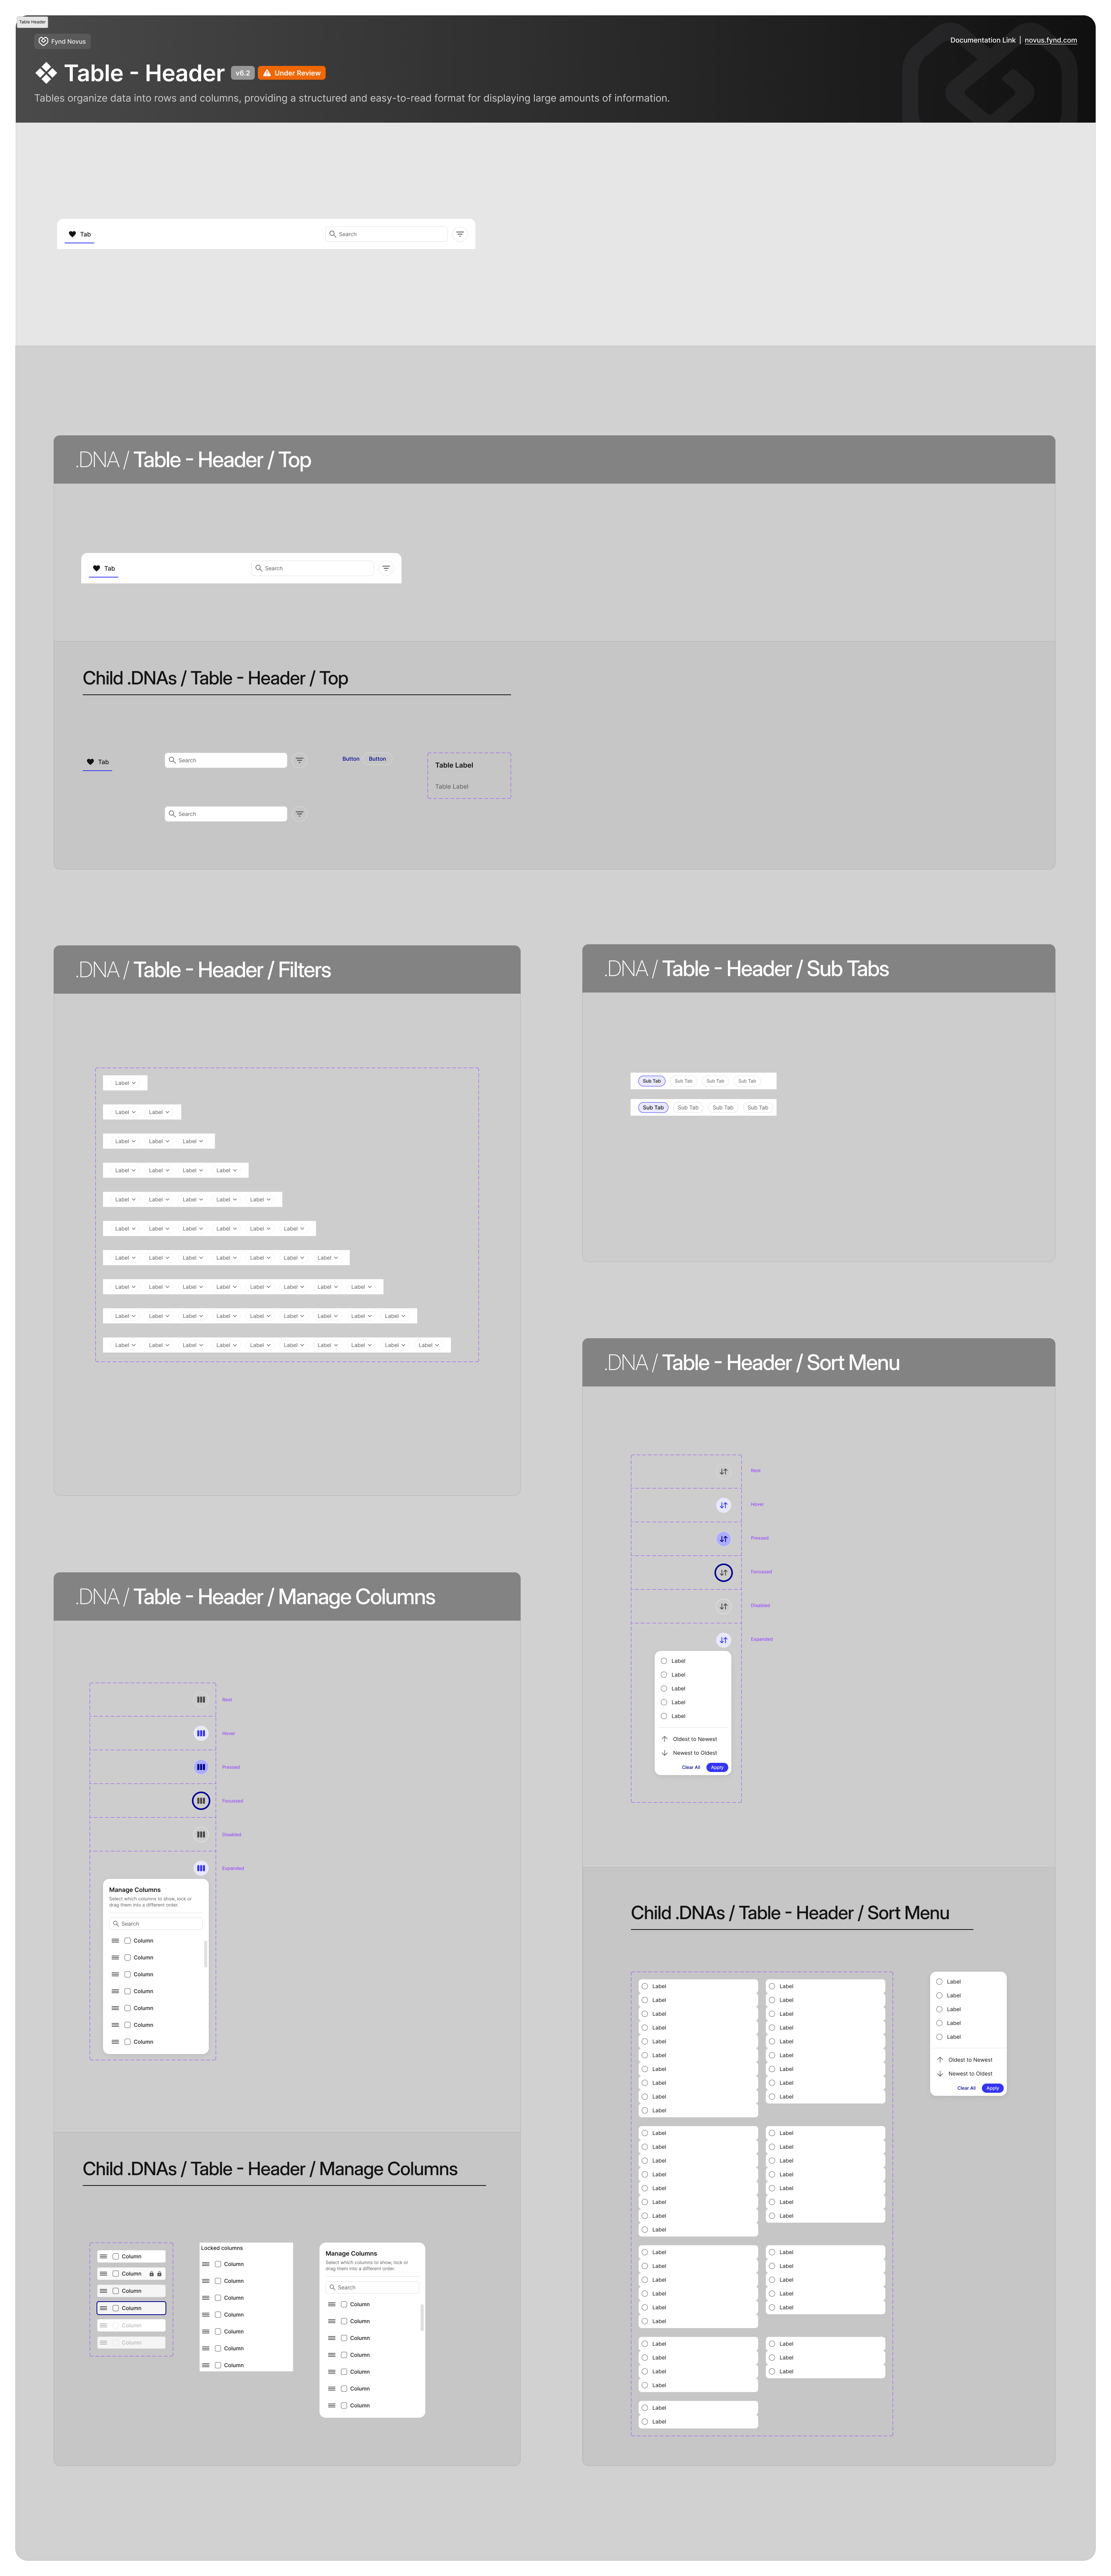 Table Header
Fynd Novus
Documentation Link | novus.fynd.com
Table - Header v6.2 Under Review
Tables organize data into rows and columns, providing a structured and easy-to-read format for displaying large amounts of information.
Tab Search
.DNA / Table - Header / Top
Tab Search
Child .DNAs / Table - Header / Top
Tab Search Button Button Table Label
Table Label
Search
.DNA / Table - Header / Filters
Label
Label Label
Label Label Label
Label Label Label Label
Label Label Label Label Label
Label Label Label Label Label Label
Label Label Label Label Label Label Label
Label Label Label Label Label Label Label Label
Label Label Label Label Label Label Label Label Label
Label Label Label Label Label Label Label Label Label Label
.DNA / Table - Header / Sub Tabs
Sub Tab Sub Tab Sub Tab Sub Tab
Sub Tab Sub Tab Sub Tab Sub Tab
.DNA / Table - Header / Sort Menu
Rest
Hover
Pressed
Focussed
Disabled
Expanded
Label
Label
Label
Label
Label
Oldest to Newest
Newest to Oldest
Clear All Apply
.DNA / Table - Header / Manage Columns
Rest
Hover
Pressed
Focussed
Disabled
Expanded
Manage Columns
Select which columns to show, lock or
drag them into a different order.
Search
Column
Column
Column
Column
Column
Column
Column
Child .DNAs / Table - Header / Manage Columns
Column
Column
Column
Column
Column
Column
Locked columns
Column
Column
Column
Column
Column
Column
Column
Manage Columns
Select which columns to show, lock or
drag them into a different order.
Search
Column
Column
Column
Column
Column
Column
Column
Child .DNAs / Table - Header / Sort Menu
Label Label
Label Label
Label Label
Label Label
Label Label
Label Label
Label Label
Label Label
Label Label
Label
Label Label
Label Label
Label Label
Label Label
Label Label
Label Label
Label Label
Label
Label Label
Label Label
Label Label
Label Label
Label Label
Label
Label Label
Label Label
Label Label
Label
Label
Label
Label
Label
Label
Label
Label
Oldest to Newest
Newest to Oldest
Clear All Apply